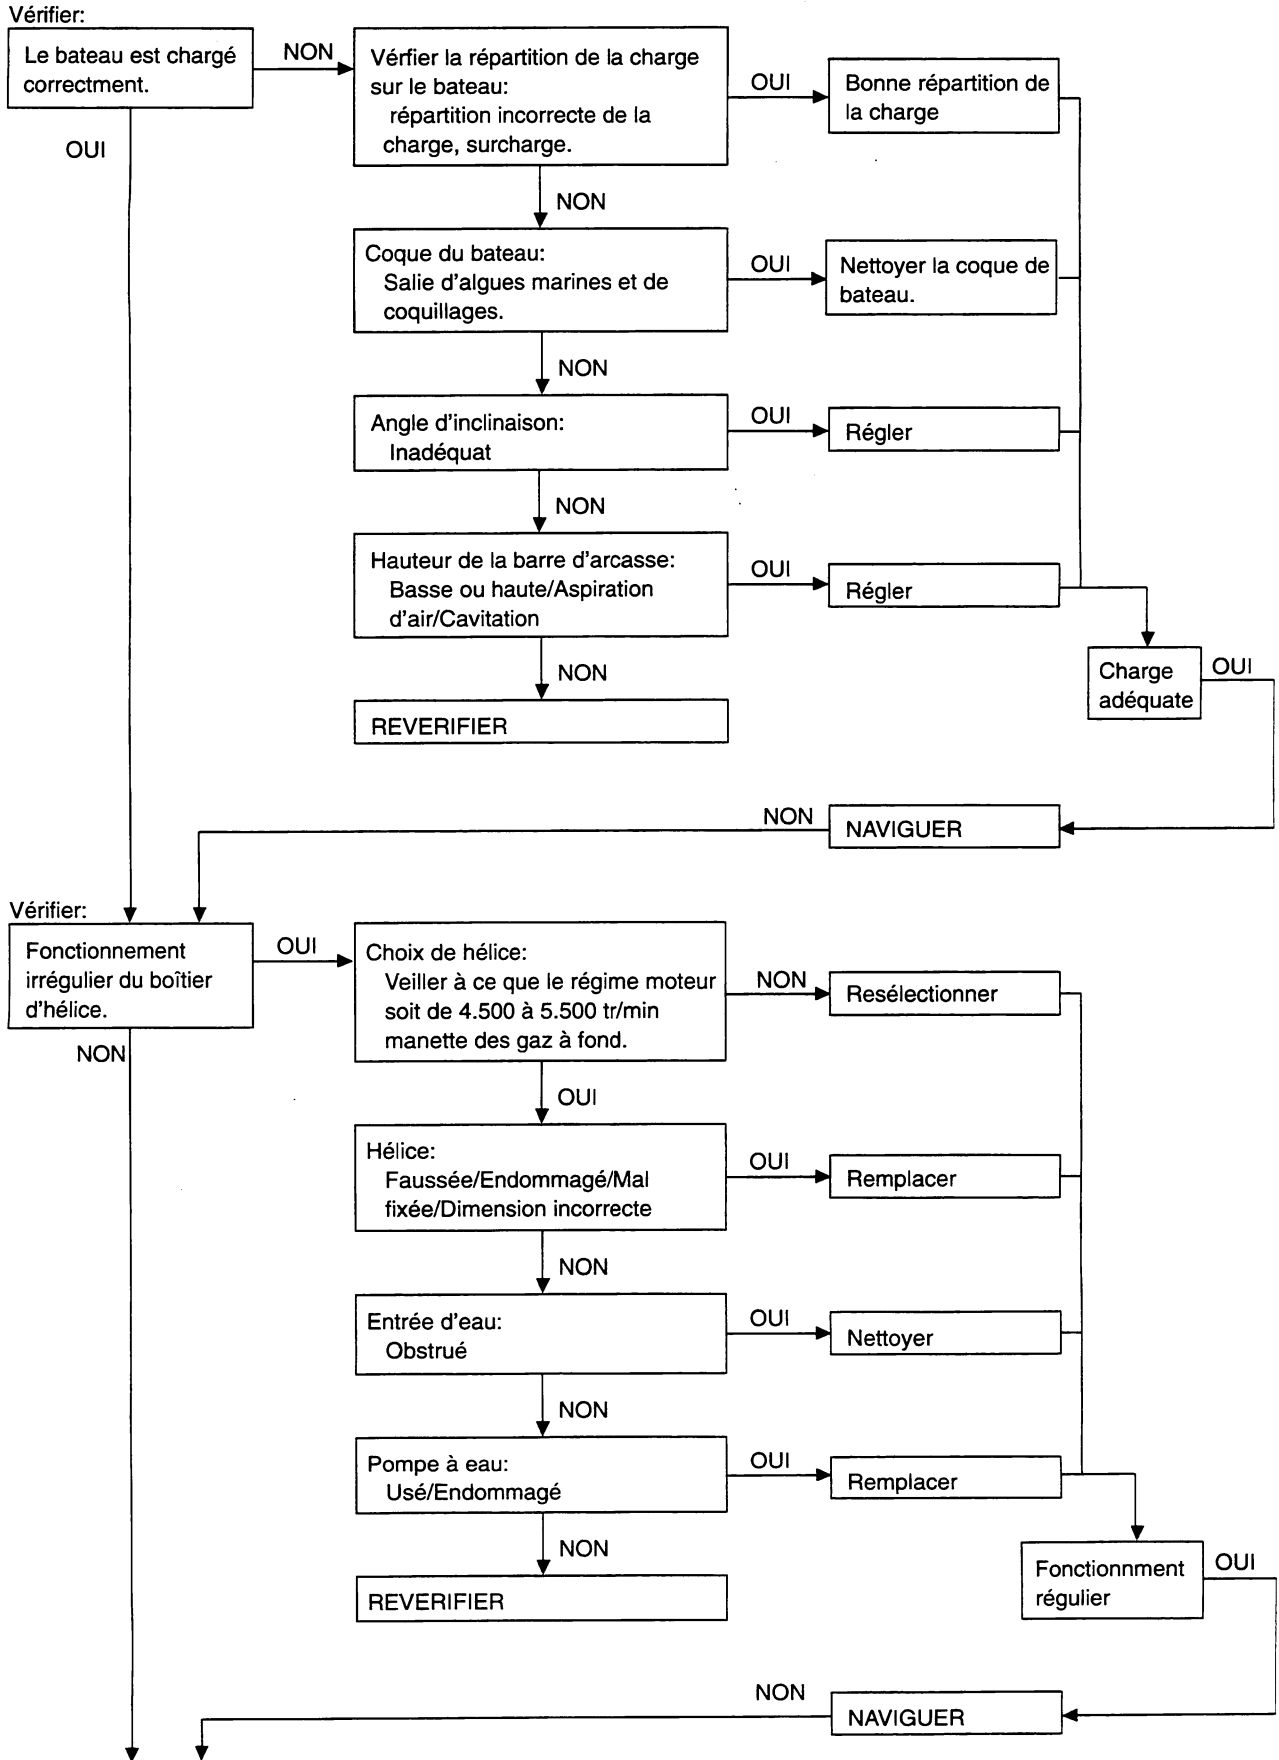 Vérifier:
Le bateau est chargé
correctment.
NON
OUI
Vérfier la répartition de la charge
sur le bateau:
répartition incorrecte de la
charge, surcharge.
OUI
Bonne répartition de
la charge
NON
Coque du bateau:
Salie d'algues marines et de
coquillages.
OUI
Nettoyer la coque de
bateau.
NON
Angle d'inclinaison:
Inadéquat
OUI
Régler
NON
Hauteur de la barre d'arcasse:
Basse ou haute/Aspiration
d'air/Cavitation
OUI
Régler
NON
REVERIFIER
Charge
adéquate
OUI
NON
NAVIGUER
Vérifier:
Fonctionnement
irrégulier du boîtier
d'hélice.
OUI
NON
Choix de hélice:
Veiller à ce que le régime moteur
soit de 4.500 à 5.500 tr/min
manette des gaz à fond.
NON
Resélectionner
OUI
Hélice:
Faussée/Endommagé/Mal
fixée/Dimension incorrecte
OUI
Remplacer
NON
Entrée d'eau:
Obstrué
OUI
Nettoyer
NON
Pompe à eau:
Usé/Endommagé
OUI
Remplacer
NON
REVERIFIER
Fonctionnment
régulier
OUI
NON
NAVIGUER